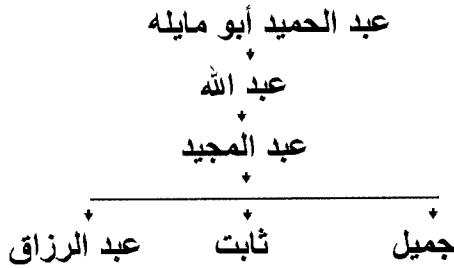 عبد الحميد أبو مايله
عبد الله
عبد المجيد
جميل ثابت عبد الرزاق